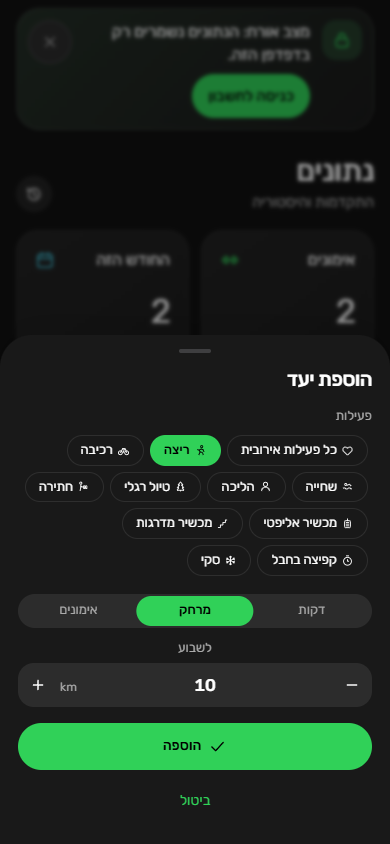 מצב אורח: הנתונים נשמרים רק
בדפדפן הזה.
כניסה לחשבון
נתונים
התקדמות והיסטוריה
אימונים
החודש הזה
2
2
הוספת יעד
פעילות
כל פעילות אירובית
ריצה
רכיבה
שחייה
הליכה
טיול רגלי
חתירה
מכשיר אליפטי
מכשיר מדרגות
קפיצה בחבל
סקי
דקות
מרחק
אימונים
לשבוע
− 10 km +
הוספה
ביטול